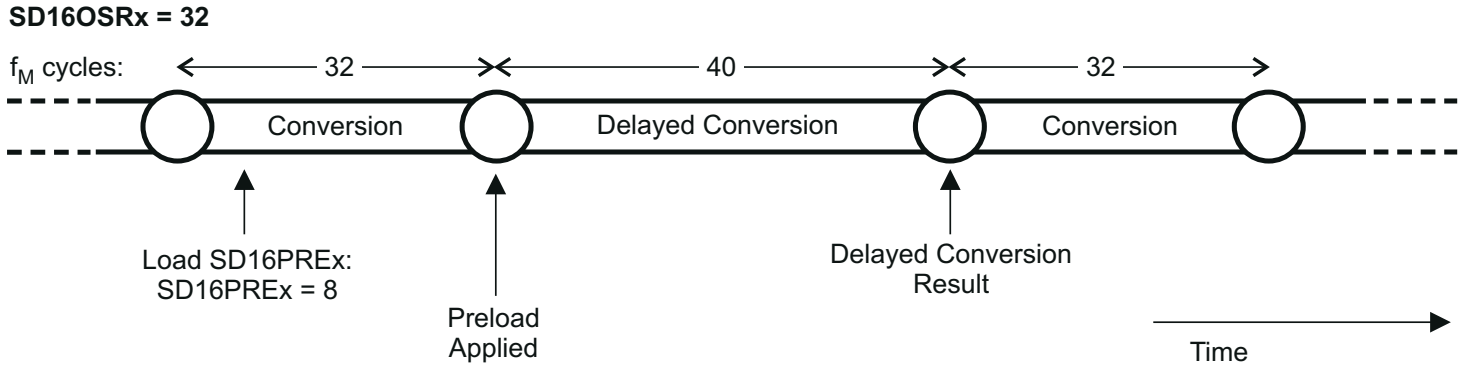 SD16OSRx = 32
f_M cycles: 32 40 32
Conversion Delayed Conversion Conversion
Load SD16PREx:
SD16PREx = 8
Preload
Applied
Delayed Conversion
Result
Time